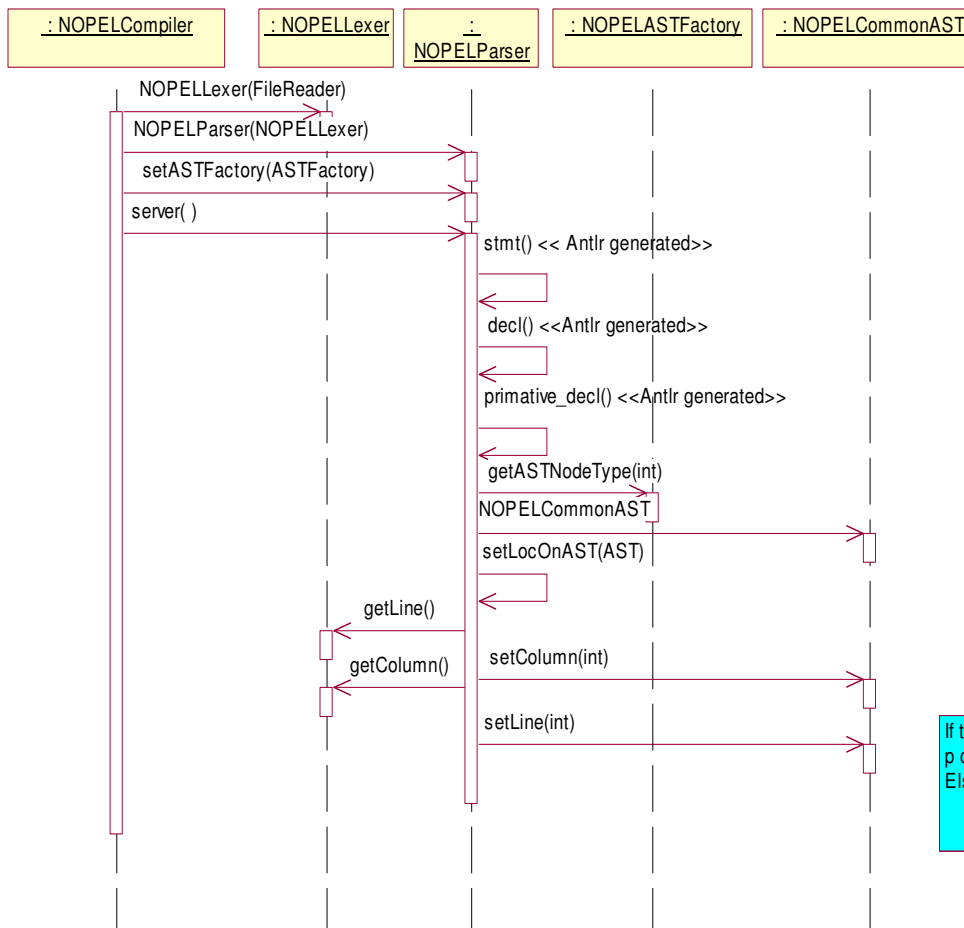 : NOPELCompiler
: NOPELLexer
:
NOPELParser
: NOPELASTFactory
: NOPELCommonAST
NOPELLexer(FileReader)
NOPELParser(NOPELLexer)
setASTFactory(ASTFactory)
server( )
stmt() << Antlr generated>>
decl() <<Antlr generated>>
primative_decl() <<Antlr generated>>
getASTNodeType(int)
NOPELCommonAST
setLocOnAST(AST)
getLine()
getColumn()
setColumn(int)
setLine(int)
If
p